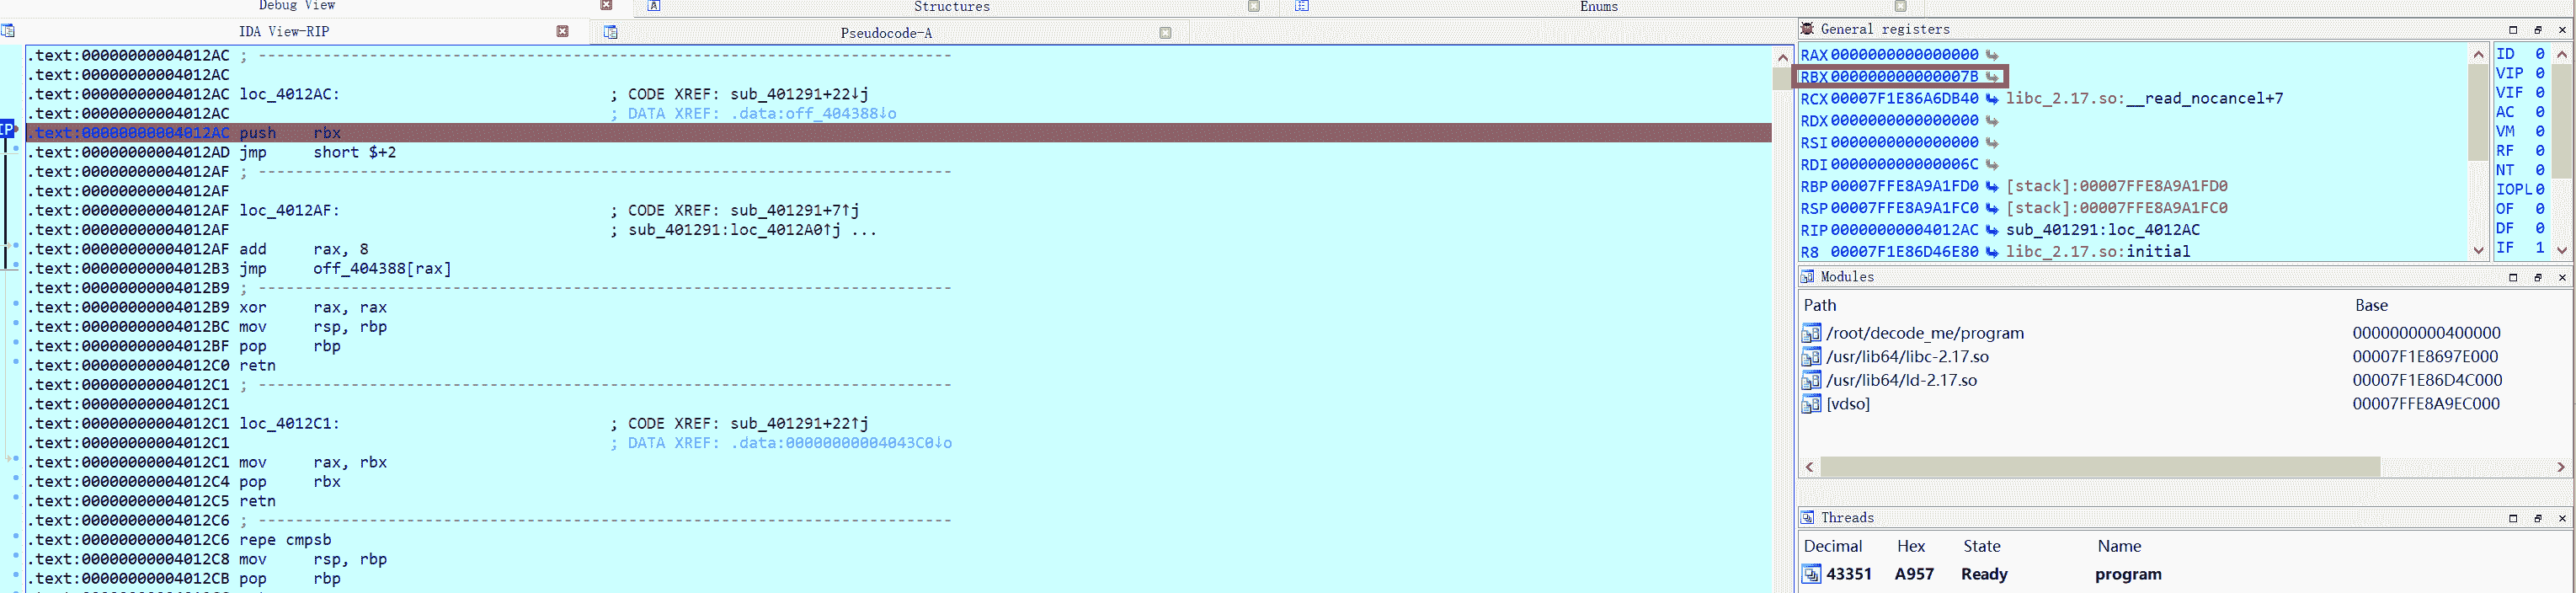 Debug View
Structures
Enums
IDA View-RIP
Pseudocode-A
.text:00000000004012AC ; ---------------------------------------------------------------------------
.text:00000000004012AC
.text:00000000004012AC loc_4012AC: ; CODE XREF: sub_401291+22↓j
.text:00000000004012AC ; DATA XREF: .data:off_404388↓o
.text:00000000004012AC push rbx
.text:00000000004012AD jmp short $+2
.text:00000000004012AF ; ---------------------------------------------------------------------------
.text:00000000004012AF
.text:00000000004012AF loc_4012AF: ; CODE XREF: sub_401291+7↑j
.text:00000000004012AF ; sub_401291:loc_4012A0↑j ...
.text:00000000004012AF add rax, 8
.text:00000000004012B3 jmp off_404388[rax]
.text:00000000004012B9 ; ---------------------------------------------------------------------------
.text:00000000004012B9 xor rax, rax
.text:00000000004012BC mov rsp, rbp
.text:00000000004012BF pop rbp
.text:00000000004012C0 retn
.text:00000000004012C1 ; ---------------------------------------------------------------------------
.text:00000000004012C1
.text:00000000004012C1 loc_4012C1: ; CODE XREF: sub_401291+22↑j
.text:00000000004012C1 ; DATA XREF: .data:00000000004043C0↓o
.text:00000000004012C1 mov rax, rbx
.text:00000000004012C4 pop rbx
.text:00000000004012C5 retn
.text:00000000004012C6 ; ---------------------------------------------------------------------------
.text:00000000004012C6 repe cmpsb
.text:00000000004012C8 mov rsp, rbp
.text:00000000004012CB pop rbp
IP
General registers
RAX 0000000000000000
RBX 000000000000007B
RCX 00007F1E86A6DB40 libc_2.17.so:__read_nocancel+7
RDX 0000000000000000
RSI 0000000000000000
RDI 000000000000006C
RBP 00007FFE8A9A1FD0 [stack]:00007FFE8A9A1FD0
RSP 00007FFE8A9A1FC0 [stack]:00007FFE8A9A1FC0
RIP 00000000004012AC sub_401291:loc_4012AC
R8 00007F1E86D46E80 libc_2.17.so:initial
ID 0
VIP 0
VIF 0
AC 0
VM 0
RF 0
NT 0
IOPL 0
OF 0
DF 0
IF 1
Modules
Path Base
/root/decode_me/program 0000000000400000
/usr/lib64/libc-2.17.so 00007F1E8697E000
/usr/lib64/ld-2.17.so 00007F1E86D4C000
[vdso] 00007FFE8A9EC000
Threads
Decimal Hex State Name
43351 A957 Ready program